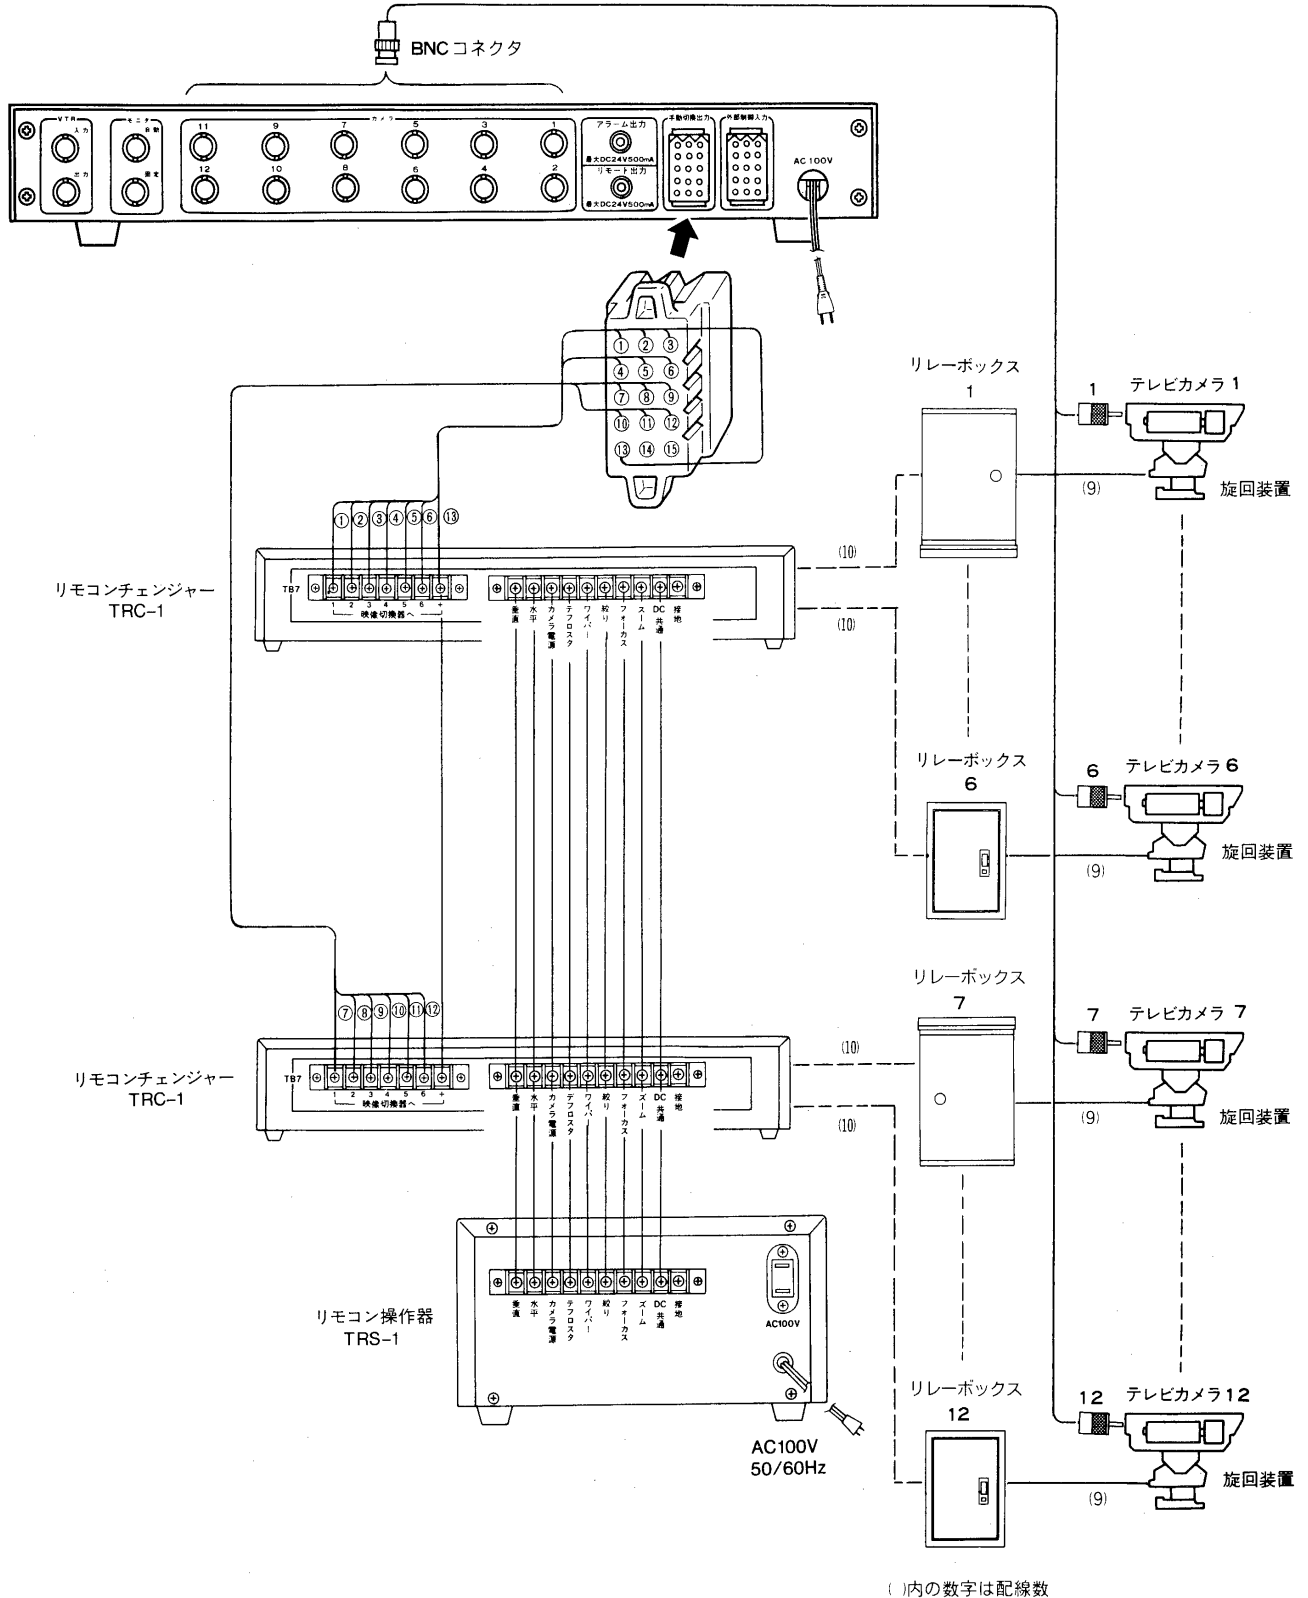 BNCコネクタ
VTR
入力
出力
モニタ
自動
固定
カメラ
11 9 7 5 3 1
12 10 8 6 4 2
アラーム出力
最大DC24V500mA
リモート出力
最大DC24V500mA
手動切換出力
外部制御入力
AC100V
① ② ③
④ ⑤ ⑥
⑦ ⑧ ⑨
⑩ ⑪ ⑫
⑬ ⑭ ⑮
リレーボックス
1
1
テレビカメラ 1
(9)
旋回装置
① ② ③ ④ ⑤ ⑥ ⑬
リモコンチェンジャー
TRC-1
TB7
1 2 3 4 5 6 +
映像切換器へ
垂直
水平
カメラ電源
デフロスタ
ワイパー
絞り
フォーカス
ズーム
DC共通
接地
(10)
(10)
リレーボックス
6
6
テレビカメラ 6
(9)
旋回装置
⑦ ⑧ ⑨ ⑩ ⑪ ⑫
リモコンチェンジャー
TRC-1
TB7
1 2 3 4 5 6 +
映像切換器へ
垂直
水平
カメラ電源
デフロスタ
ワイパー
絞り
フォーカス
ズーム
DC共通
接地
(10)
(10)
リレーボックス
7
7
テレビカメラ 7
(9)
旋回装置
リモコン操作器
TRS-1
垂直
水平
カメラ電源
デフロスタ
ワイパー
絞り
フォーカス
ズーム
DC共通
接地
AC100V
AC100V
50/60Hz
リレーボックス
12
12
テレビカメラ 12
(9)
旋回装置
( )内の数字は配線数